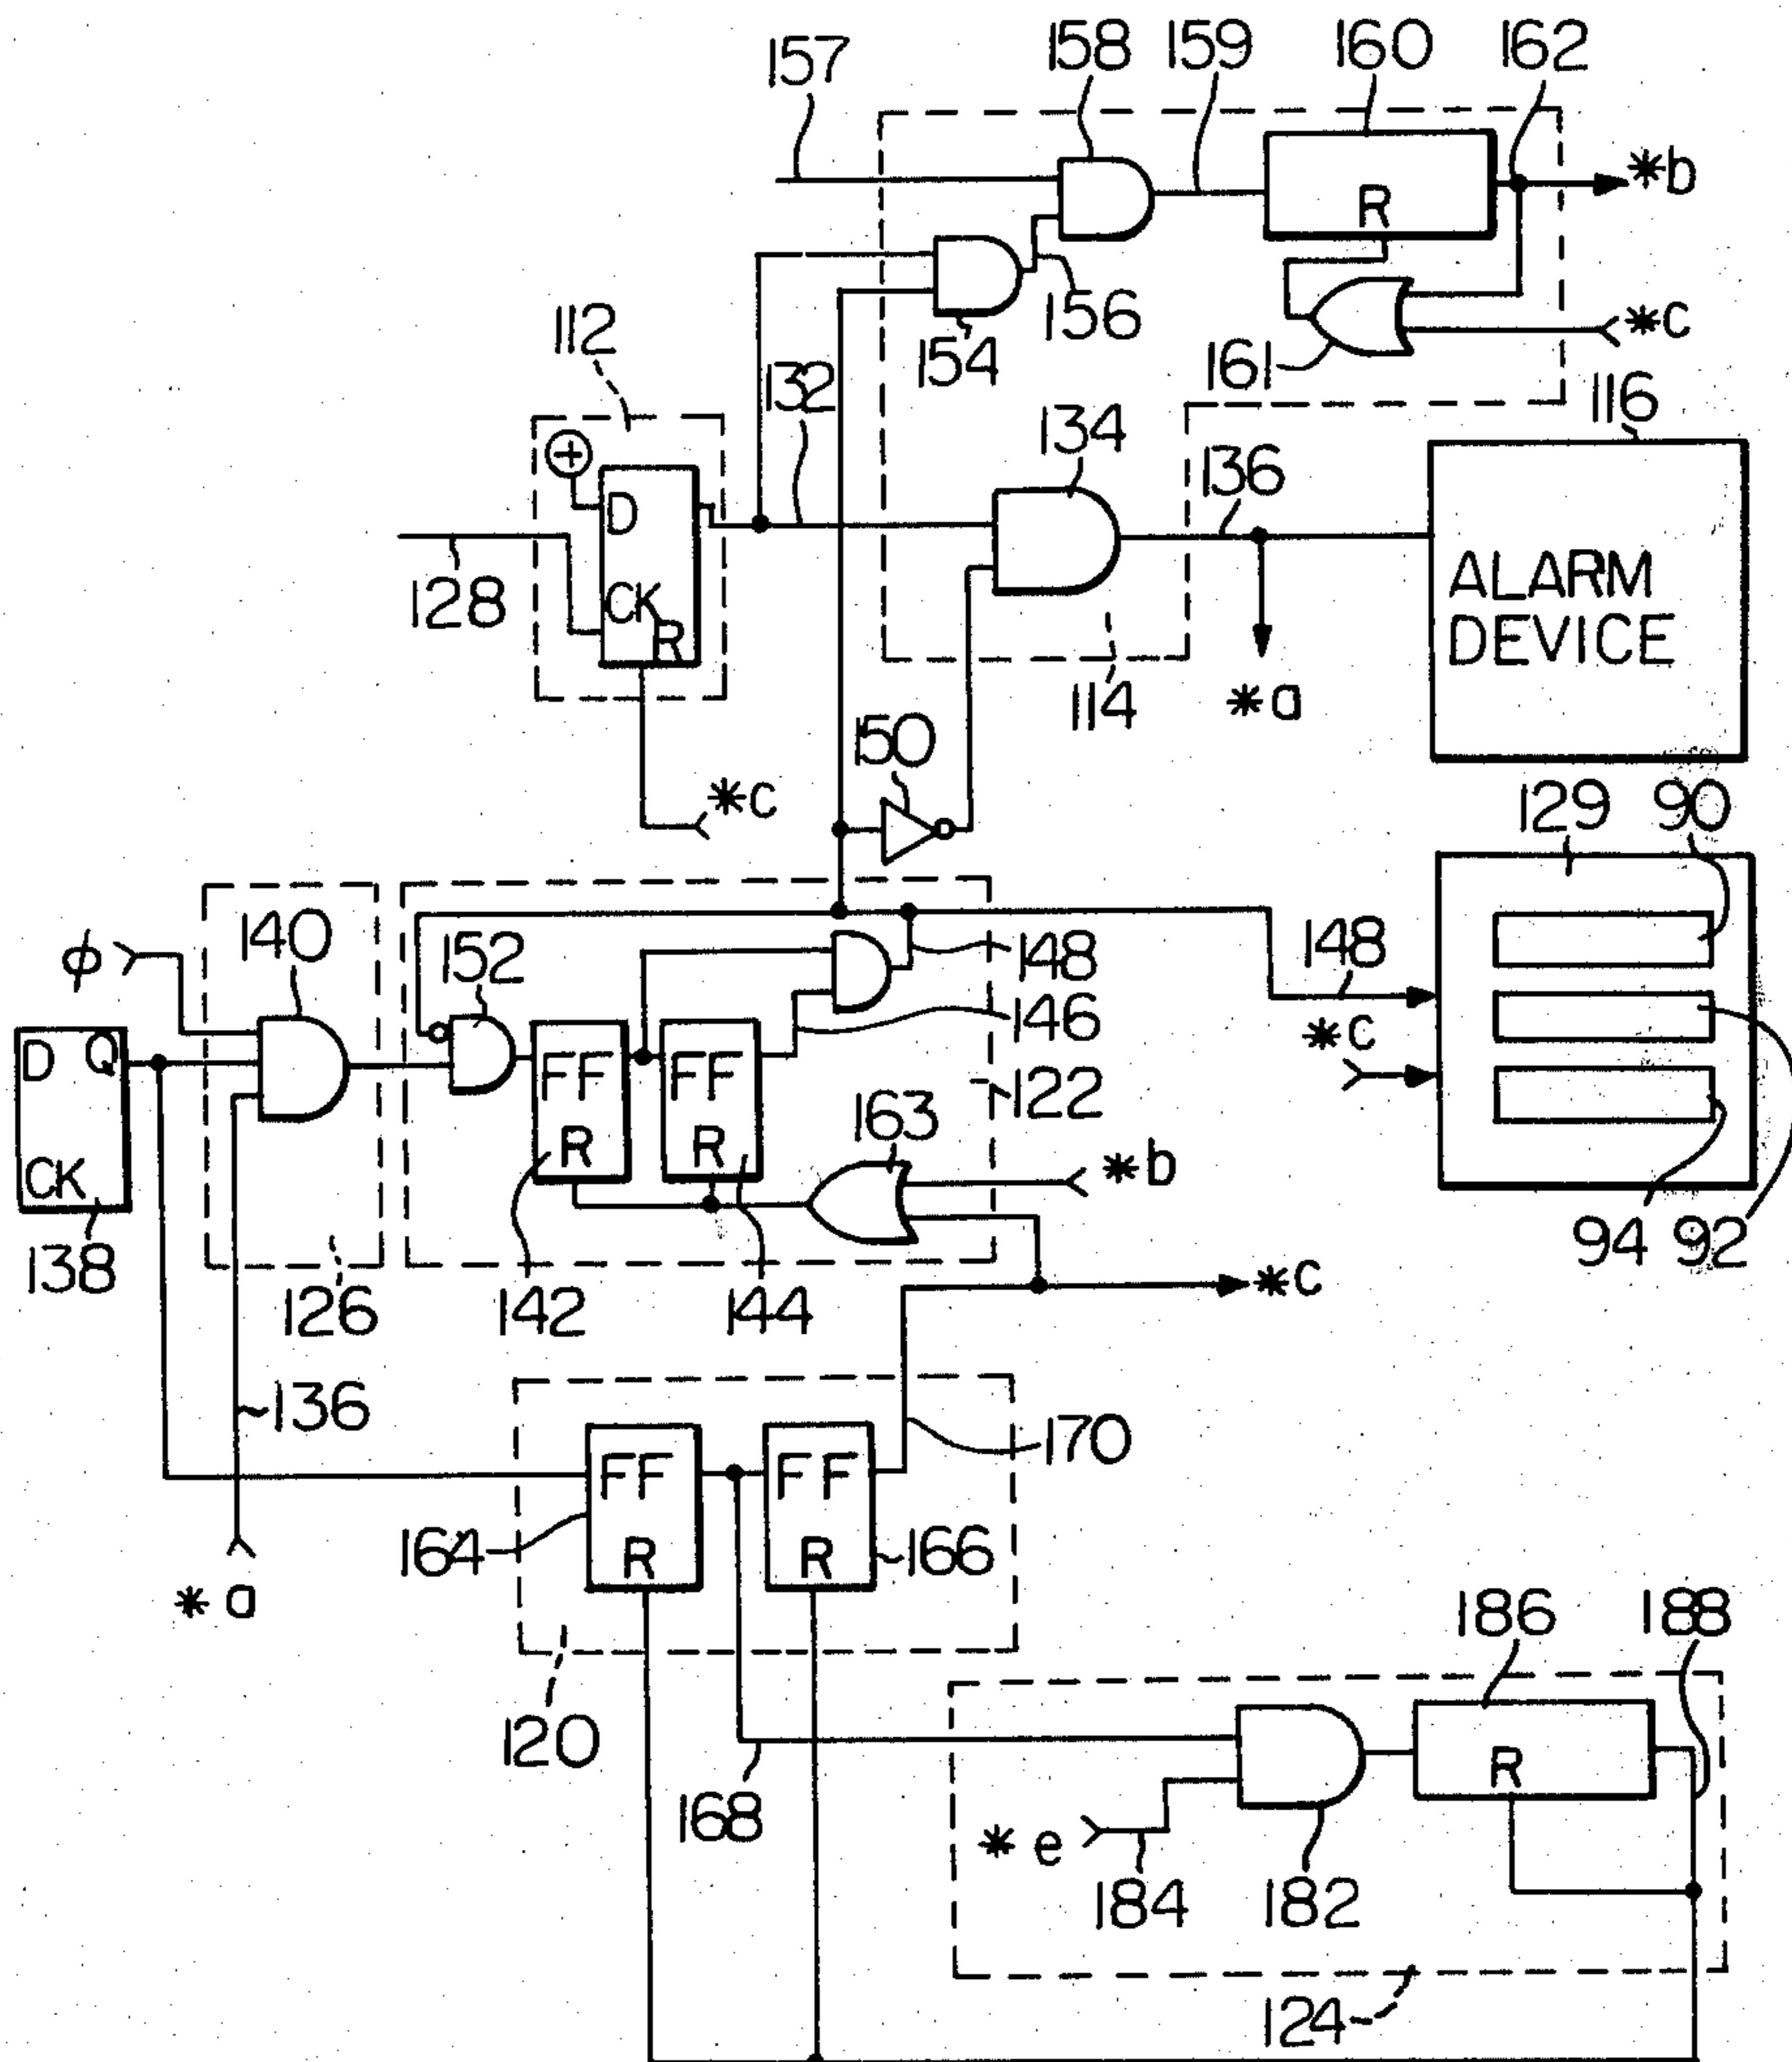 157
158
159
160
162
*b
156
*c
112
154
161
132
116
134
136
+
D
CK
R
R
128
ALARM
DEVICE
114
*a
150
*c
129
90
φ
140
152
148
148
146
*c
D Q
CK
FF
R
FF
R
122
163
*b
138
126
142
144
94 92
*c
136
170
FF
R
FF
R
164
166
*a
186
188
120
R
168
*e
184
182
124